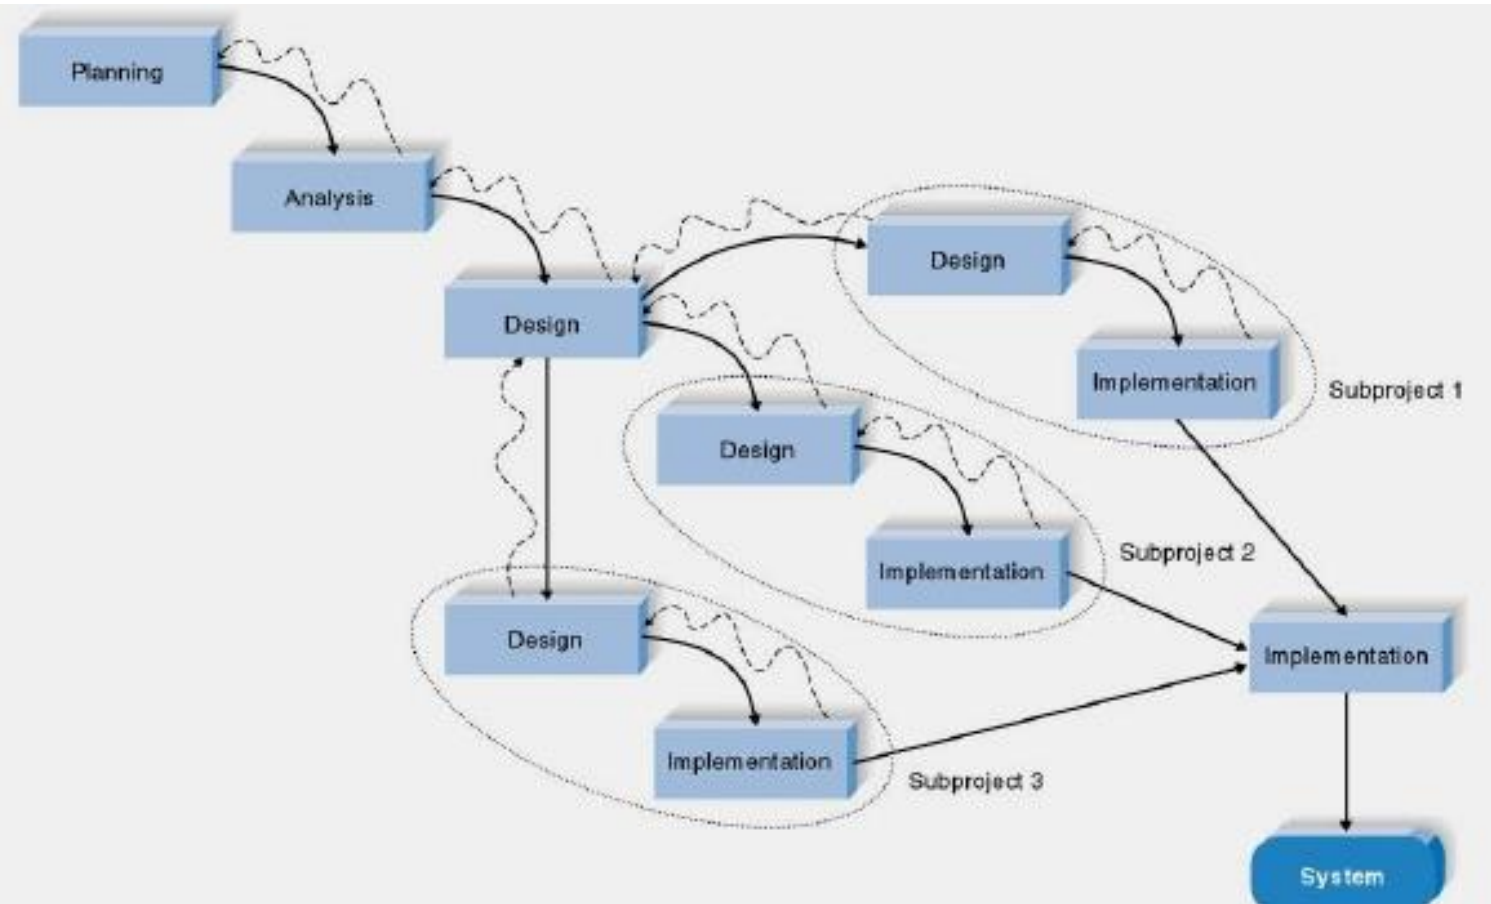 Planning
Analysis
Design
Design
Implementation
Subproject 1
Design
Implementation
Subproject 2
Design
Implementation
Subproject 3
Implementation
System